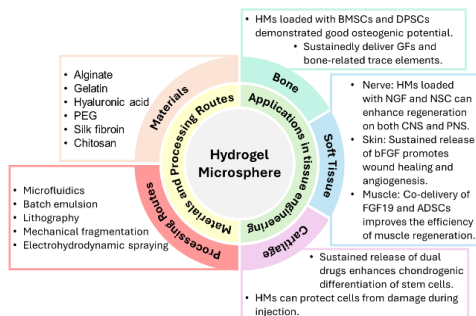 • HMs loaded with BMSCs and DPSCs
demonstrated good osteogenic potential.
• Sustainedly deliver GFs and
bone-related trace elements.
• Alginate
• Gelatin
• Hyaluronic acid
• PEG
• Silk fibroin
• Chitosan
Materials
Bone
Materials and Processing Routes
Applications in tissue engineering
Hydrogel
Microsphere
Soft Tissue
• Nerve: HMs loaded
with NGF and NSC can
enhance regeneration
on both CNS and PNS.
• Skin: Sustained release
of bFGF promotes
wound healing and
angiogenesis.
• Muscle: Co-delivery of
FGF19 and ADSCs
improves the efficiency
of muscle regeneration.
• Microfluidics
• Batch emulsion
• Lithography
• Mechanical fragmentation
• Electrohydrodynamic spraying
Processing Routes
Cartilage
• Sustained release of dual
drugs enhances chondrogenic
differentiation of stem cells.
• HMs can protect cells from damage during
injection.